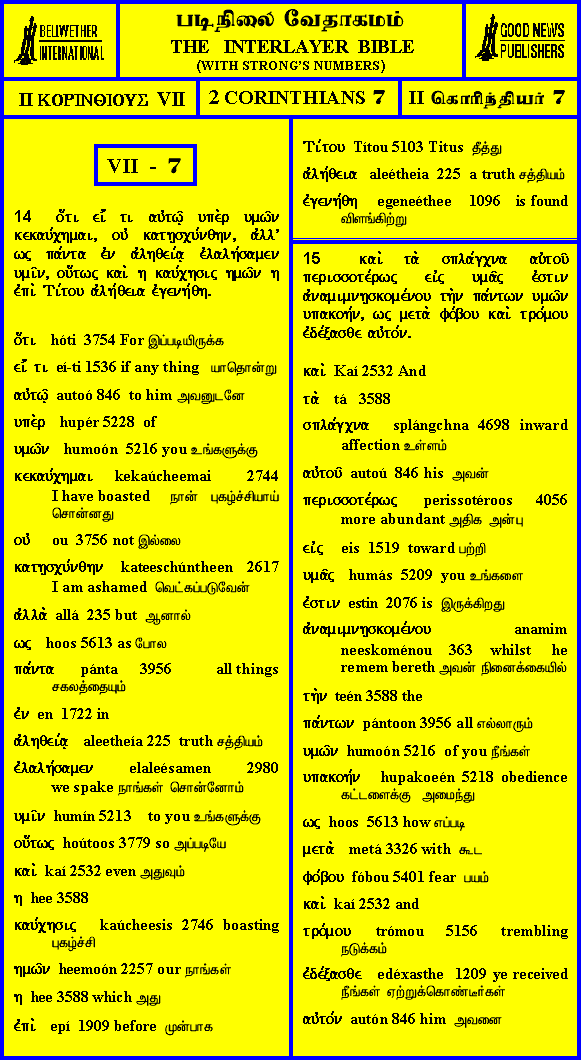 BELLWETHER
INTERNATIONAL
படிநிலை வேதாகமம்
THE INTERLAYER BIBLE
(WITH STRONG'S NUMBERS)
GOOD NEWS
PUBLISHERS
II ΚΟΡΙΝΘΙΟΥΣ VII
2 CORINTHIANS 7
II கொரிந்தியர் 7
VII - 7
14 ὅτι εἴ τι αὐτῷ υπὲρ υμῶν
κεκαύχημαι, οὐ κατῃσχύνθην, ἀλλ'
ως πάντα ἐν ἀληθείᾳ ἐλαλήσαμεν
υμῖν, οὕτως καὶ η καύχησις ημῶν η
ἐπὶ Τίτου ἀλήθεια ἐγενήθη.
ὅτι hóti 3754 For இப்படியிருக்க
εἴ τι eí-ti 1536 if any thing யாதொன்று
αὐτῷ autoó 846 to him அவனுடனே
υπὲρ hupér 5228 of
υμῶν humoón 5216 you உங்களுக்கு
κεκαύχημαι kekaúcheemai 2744
I have boasted நான் புகழ்ச்சியாய்
சொன்னது
οὐ ou 3756 not இல்லை
κατῃσχύνθην kateeschúntheen 2617
I am ashamed வெட்கப்படுவேன்
ἀλλὰ allá 235 but ஆனால்
ως hoos 5613 as போல
πάντα pánta 3956 all things
சகலத்தையும்
ἐν en 1722 in
ἀληθείᾳ aleetheía 225 truth சத்தியம்
ἐλαλήσαμεν elaleésamen 2980
we spake நாங்கள் சொன்னோம்
υμῖν humín 5213 to you உங்களுக்கு
οὕτως hoútoos 3779 so அப்படியே
καὶ kaí 2532 even அதுவும்
η hee 3588
καύχησις kaúcheesis 2746 boasting
புகழ்ச்சி
ημῶν heemoón 2257 our நாங்கள்
η hee 3588 which அது
ἐπὶ epí 1909 before முன்பாக
Τίτου Títou 5103 Titus தீத்து
ἀλήθεια aleétheia 225 a truth சத்தியம்
ἐγενήθη egeneéthee 1096 is found
விளங்கிற்று
15 καὶ τὰ σπλάγχνα αὐτοῦ
περισσοτέρως εἰς υμᾶς ἐστιν
ἀναμιμνῃσκομένου τὴν πάντων υμῶν
υπακοήν, ως μετὰ φόβου καὶ τρόμου
ἐδέξασθε αὐτόν.
καὶ Kaí 2532 And
τὰ tá 3588
σπλάγχνα splángchna 4698 inward
affection உள்ளம்
αὐτοῦ autoú 846 his அவன்
περισσοτέρως perissotéroos 4056
more abundant அதிக அன்பு
εἰς eis 1519 toward பற்றி
υμᾶς humás 5209 you உங்களை
ἐστιν estin 2076 is இருக்கிறது
ἀναμιμνῃσκομένου anamim
neeskoménou 363 whilst he
remem bereth அவன் நினைக்கையில்
τὴν teén 3588 the
πάντων pántoon 3956 all எல்லாரும்
υμῶν humoón 5216 of you நீங்கள்
υπακοήν hupakoeén 5218 obedience
கட்டளைக்கு அமைந்து
ως hoos 5613 how எப்படி
μετὰ metá 3326 with கூட
φόβου fóbou 5401 fear பயம்
καὶ kaí 2532 and
τρόμου trómou 5156 trembling
நடுக்கம்
ἐδέξασθε edéxasthe 1209 ye received
நீங்கள் ஏற்றுக்கொண்டீர்கள்
αὐτόν autón 846 him அவனை